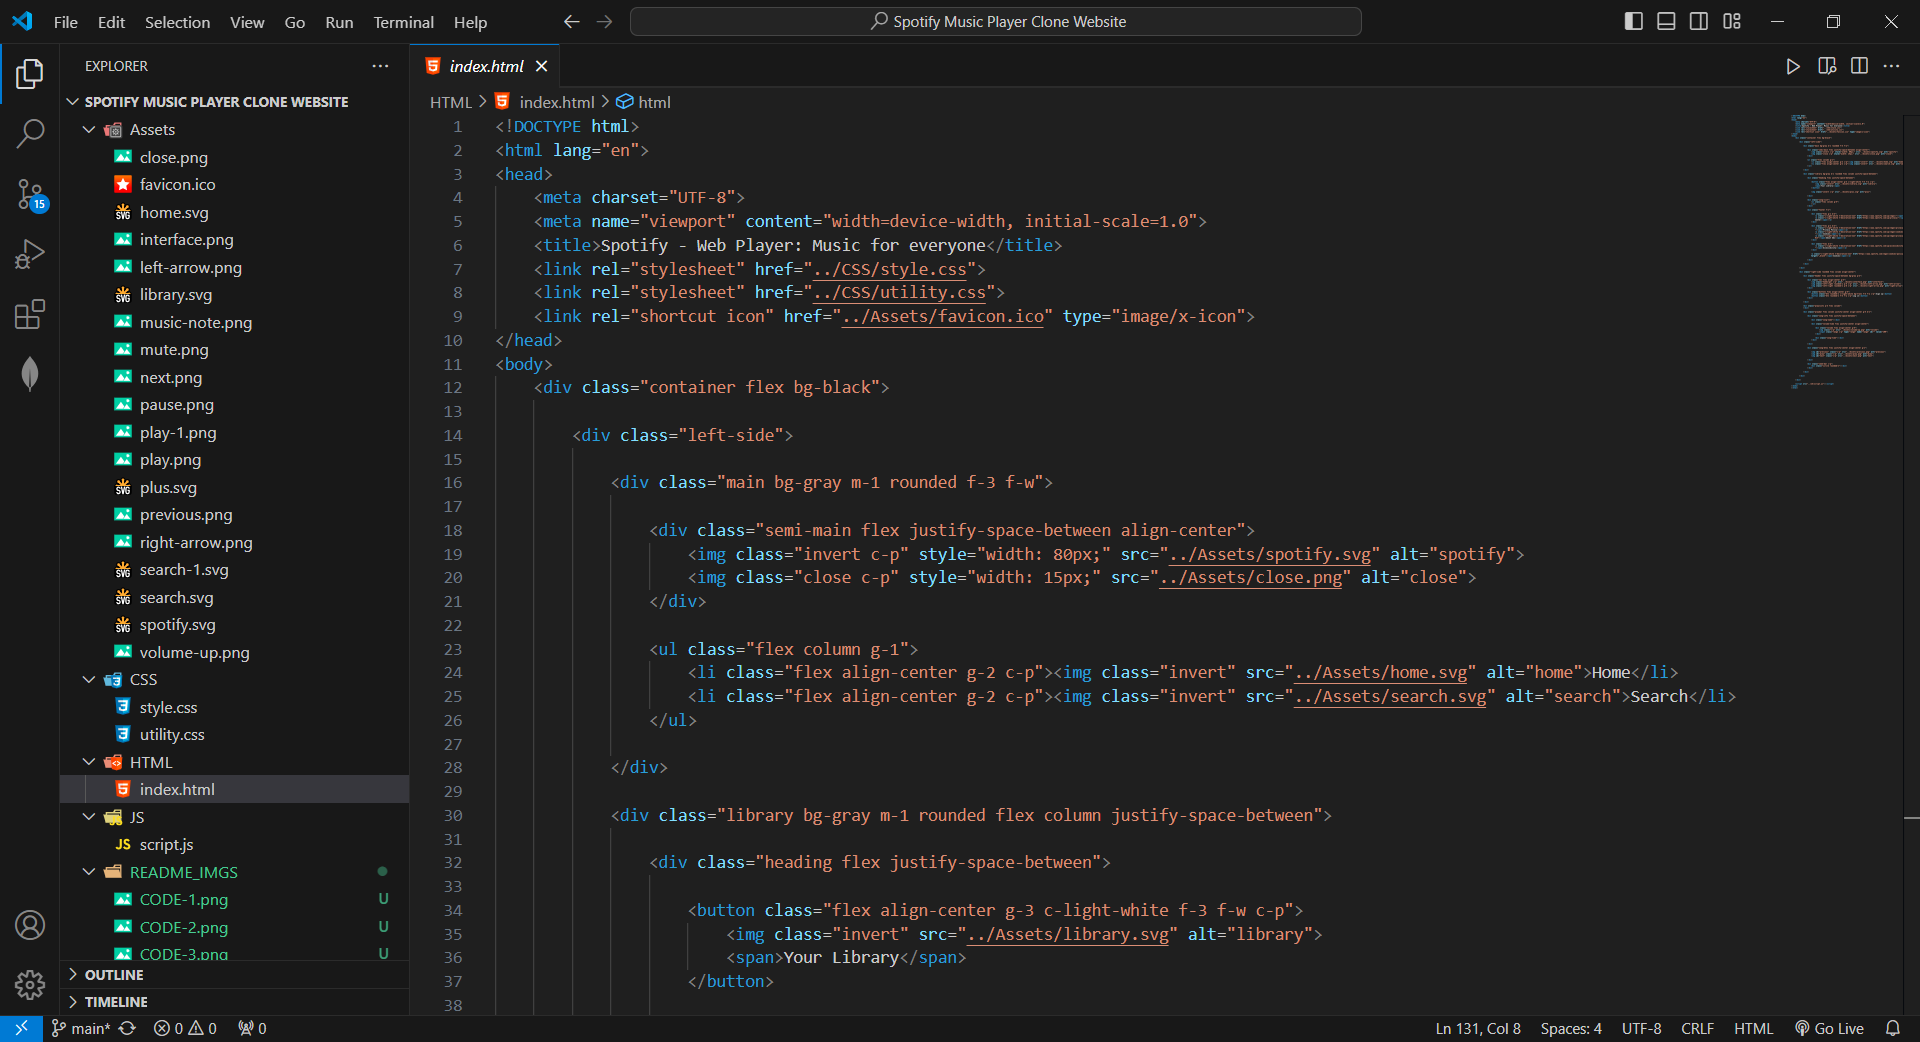 File Edit Selection View Go Run Terminal Help
Spotify Music Player Clone Website
EXPLORER
SPOTIFY MUSIC PLAYER CLONE WEBSITE
Assets
close.png
favicon.ico
home.svg
interface.png
left-arrow.png
library.svg
music-note.png
mute.png
next.png
pause.png
play-1.png
play.png
plus.svg
previous.png
right-arrow.png
search-1.svg
search.svg
spotify.svg
volume-up.png
CSS
style.css
utility.css
HTML
index.html
JS
script.js
README_IMGS
CODE-1.png U
CODE-2.png U
CODE-3.png U
OUTLINE
TIMELINE
15
index.html
HTML > index.html > html
1 <!DOCTYPE html>
2 <html lang="en">
3 <head>
4 <meta charset="UTF-8">
5 <meta name="viewport" content="width=device-width, initial-scale=1.0">
6 <title>Spotify - Web Player: Music for everyone</title>
7 <link rel="stylesheet" href="../CSS/style.css">
8 <link rel="stylesheet" href="../CSS/utility.css">
9 <link rel="shortcut icon" href="../Assets/favicon.ico" type="image/x-icon">
10 </head>
11 <body>
12 <div class="container flex bg-black">
13
14 <div class="left-side">
15
16 <div class="main bg-gray m-1 rounded f-3 f-w">
17
18 <div class="semi-main flex justify-space-between align-center">
19 <img class="invert c-p" style="width: 80px;" src="../Assets/spotify.svg" alt="spotify">
20 <img class="close c-p" style="width: 15px;" src="../Assets/close.png" alt="close">
21 </div>
22
23 <ul class="flex column g-1">
24 <li class="flex align-center g-2 c-p"><img class="invert" src="../Assets/home.svg" alt="home">Home</li>
25 <li class="flex align-center g-2 c-p"><img class="invert" src="../Assets/search.svg" alt="search">Search</li>
26 </ul>
27
28 </div>
29
30 <div class="library bg-gray m-1 rounded flex column justify-space-between">
31
32 <div class="heading flex justify-space-between">
33
34 <button class="flex align-center g-3 c-light-white f-3 f-w c-p">
35 <img class="invert" src="../Assets/library.svg" alt="library">
36 <span>Your Library</span>
37 </button>
38
main* 0 0 0 Ln 131, Col 8 Spaces: 4 UTF-8 CRLF HTML Go Live